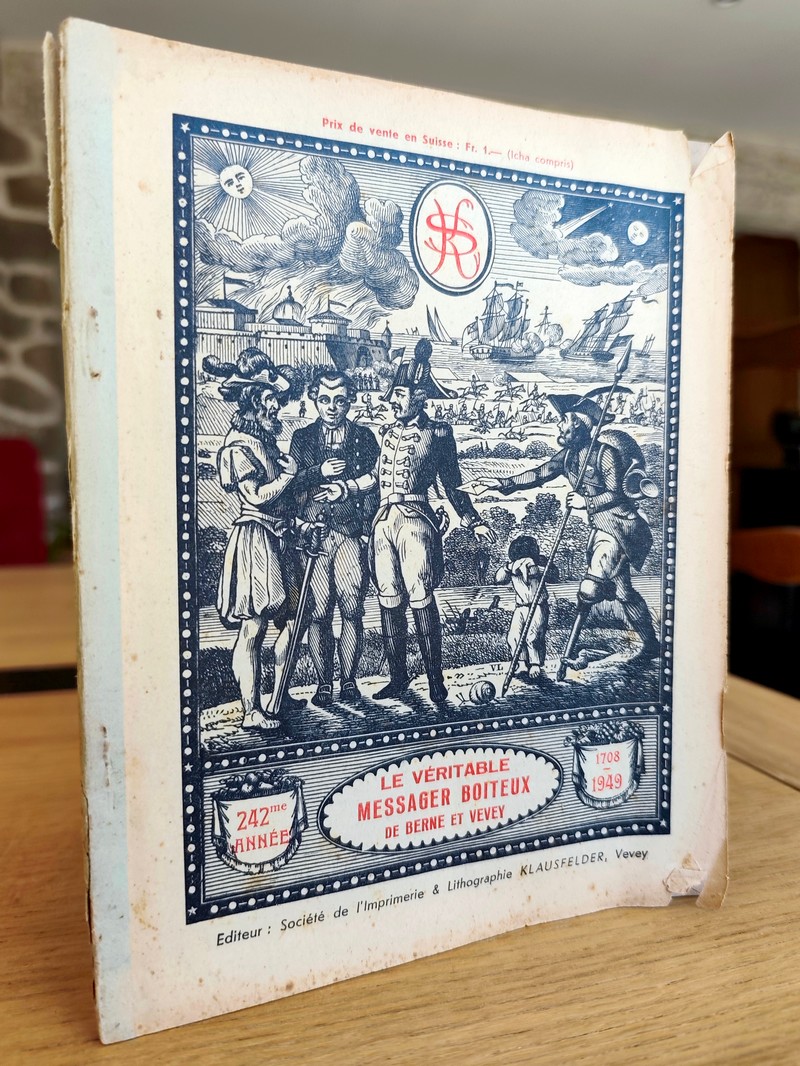 Prix de vente en Suisse : Fr. 1.— (Icha compris)
VL
242me
ANNÉE
LE VÉRITABLE
MESSAGER BOITEUX
DE BERNE ET VEVEY
1708
—
1949
Editeur : Société de l'Imprimerie & Lithographie KLAUSFELDER, Vevey